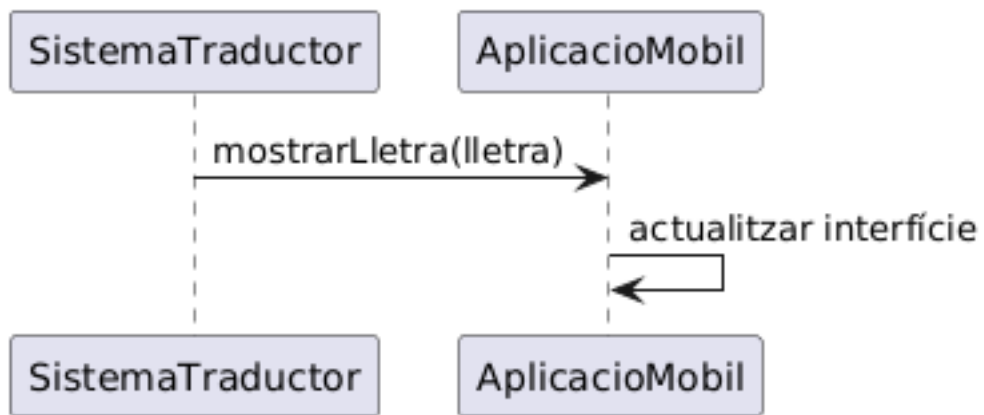 SistemaTraductor AplicacioMobil
mostrarLletra(lletra)
actualitzar interfície
SistemaTraductor AplicacioMobil